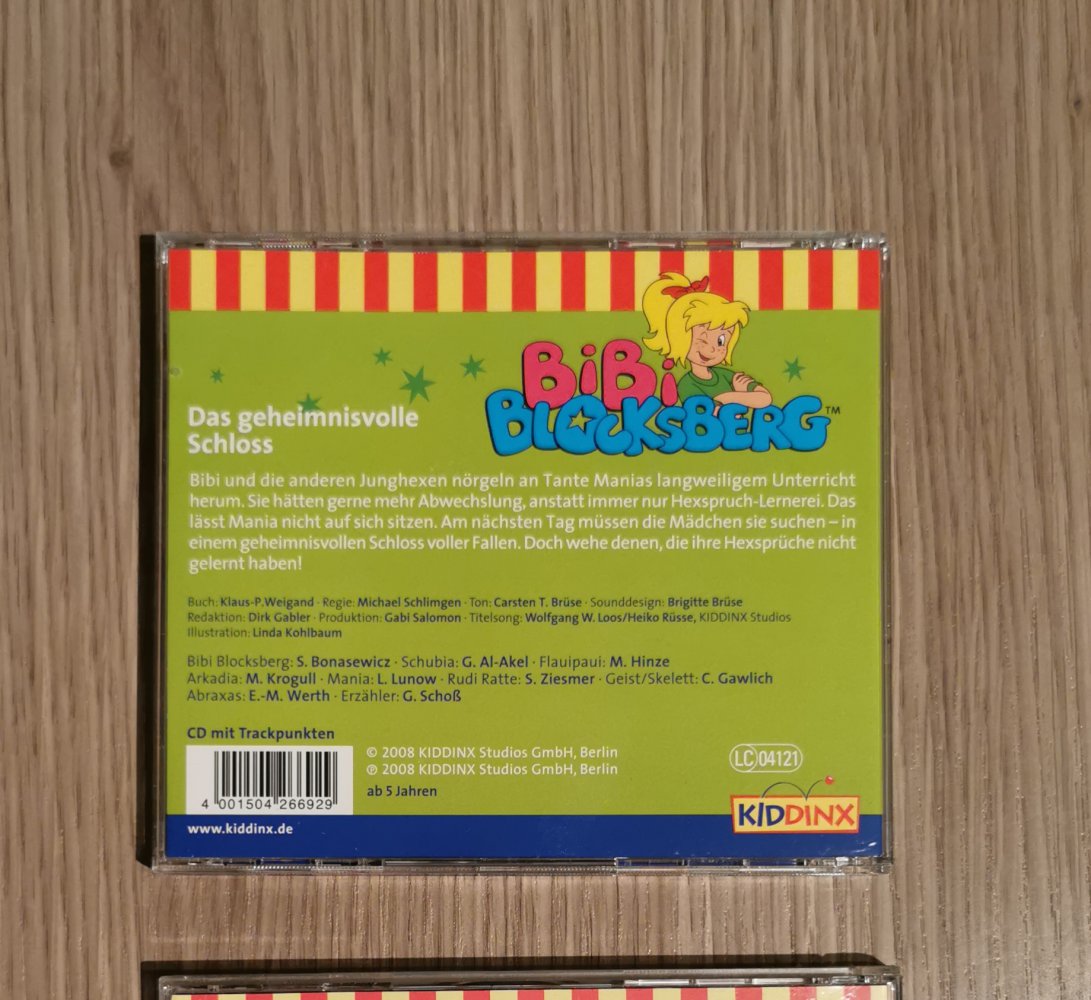 BiBi
BLOCKSBERG™
Das geheimnisvolle
Schloss
Bibi und die anderen Junghexen nörgeln an Tante Manias langweiligem Unterricht
herum. Sie hätten gerne mehr Abwechslung, anstatt immer nur Hexspruch-Lernerei. Das
lässt Mania nicht auf sich sitzen. Am nächsten Tag müssen die Mädchen sie suchen – in
einem geheimnisvollen Schloss voller Fallen. Doch wehe denen, die ihre Hexsprüche nicht
gelernt haben!
Buch: Klaus-P. Weigand · Regie: Michael Schlimgen · Ton: Carsten T. Brüse · Sounddesign: Brigitte Brüse
Redaktion: Dirk Gabler · Produktion: Gabi Salomon · Titelsong: Wolfgang W. Loos/Heiko Rüsse, KIDDINX Studios
Illustration: Linda Kohlbaum
Bibi Blocksberg: S. Bonasewicz · Schubia: G. Al-Akel · Flauipaui: M. Hinze
Arkadia: M. Krogull · Mania: L. Lunow · Rudi Ratte: S. Ziesmer · Geist/Skelett: C. Gawlich
Abraxas: E.-M. Werth · Erzähler: G. Schoß
CD mit Trackpunkten
© 2008 KIDDINX Studios GmbH, Berlin
℗ 2008 KIDDINX Studios GmbH, Berlin
ab 5 Jahren
LC 04121
4 001504 266929
KIDDINX
www.kiddinx.de